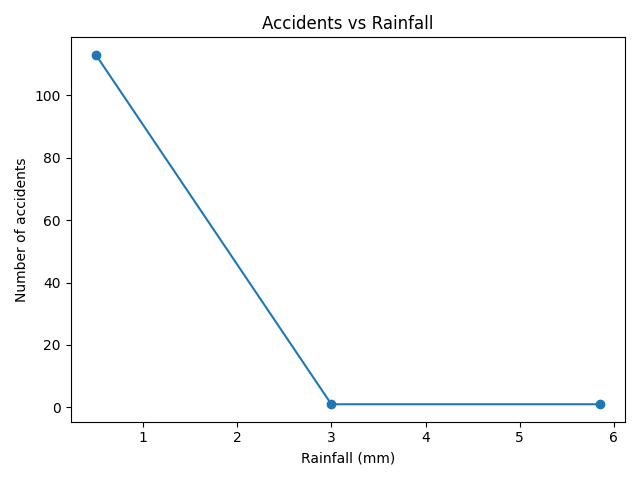 Accidents vs Rainfall
Number of accidents
100
80
60
40
20
0
1 2 3 4 5 6
Rainfall (mm)